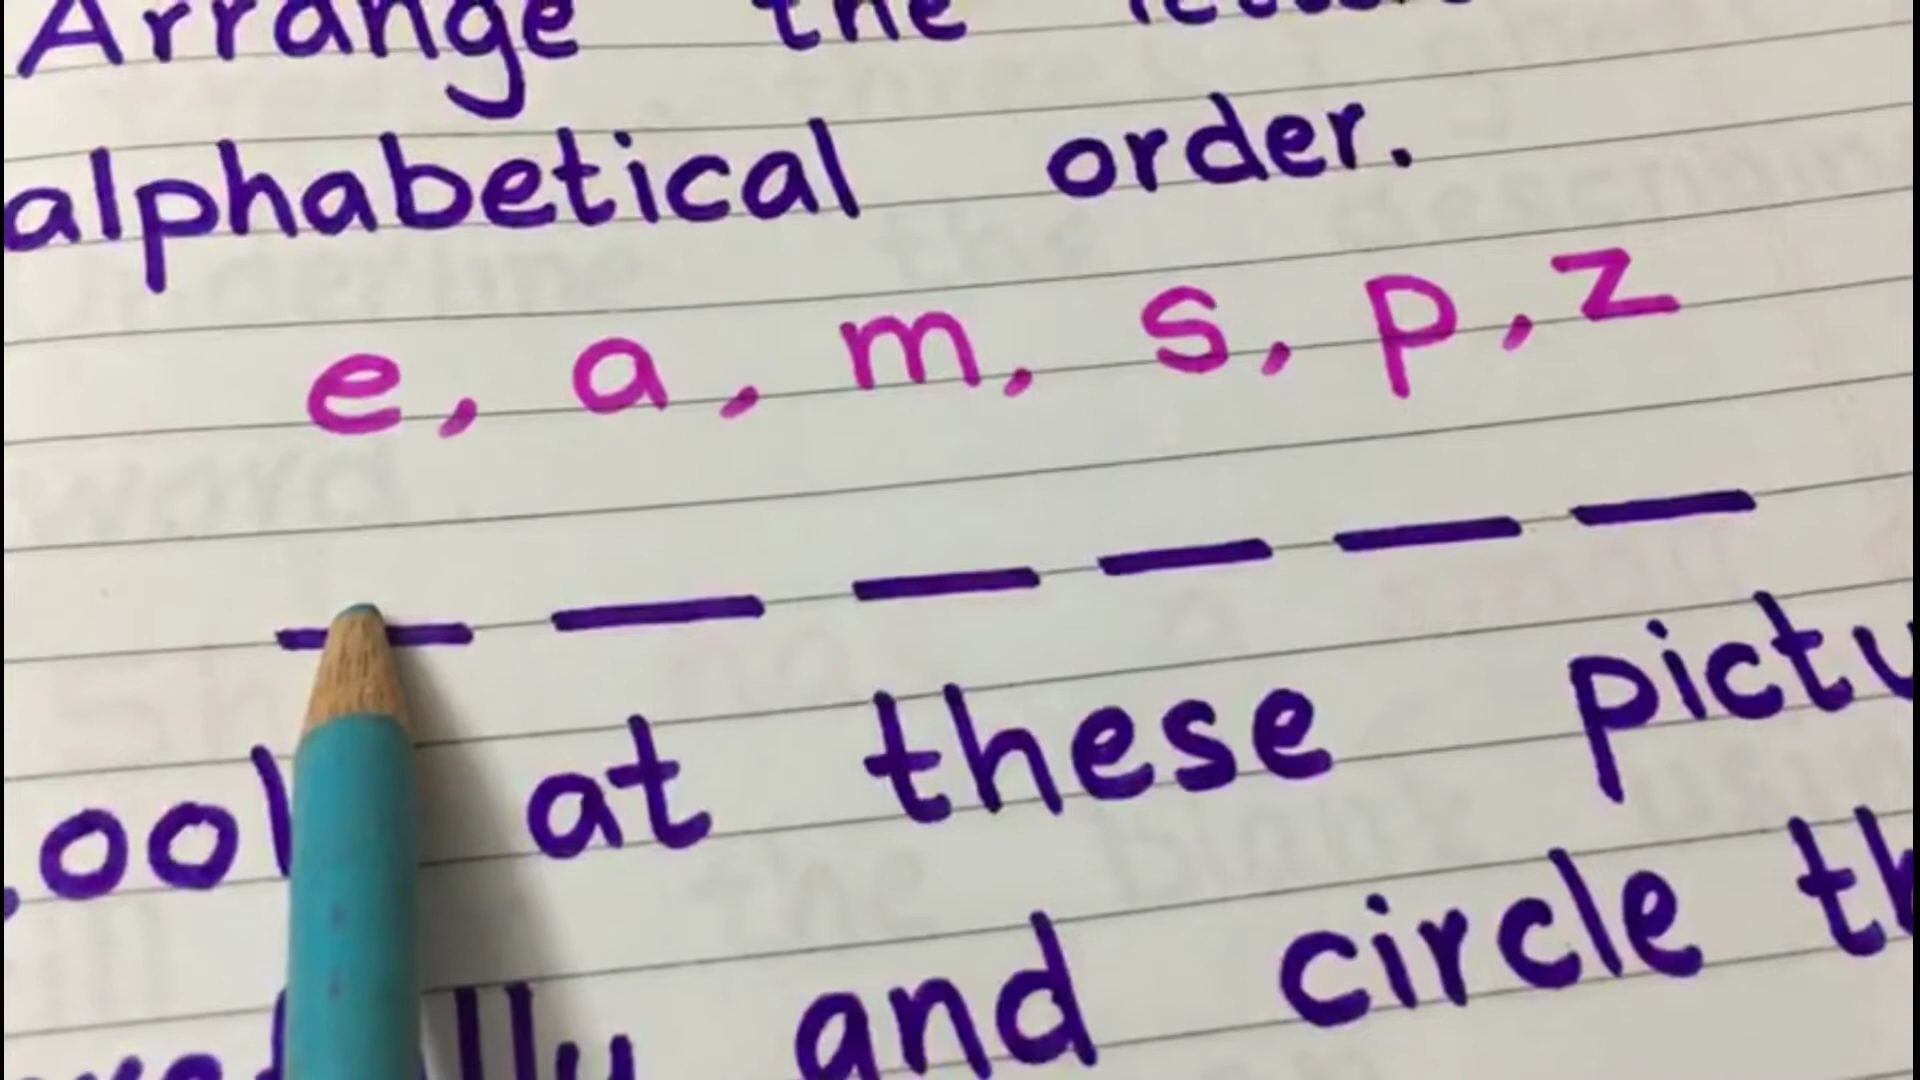 Arrange the
alphabetical order.
e, a, m, s, p, z
at these
and circle